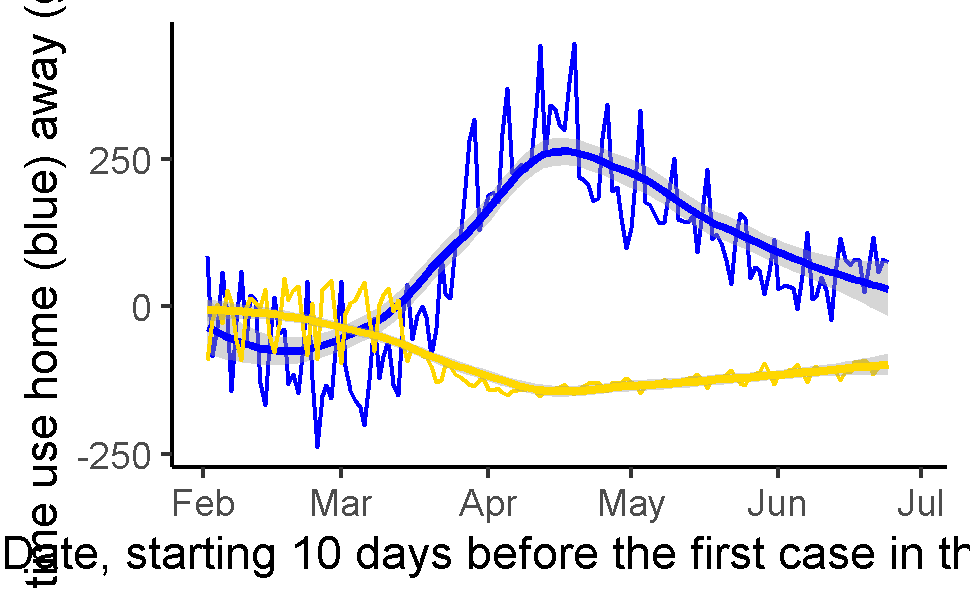 time use home (blue) away (
250
0
-250
Feb Mar Apr May Jun Jul
Date, starting 10 days before the first case in th